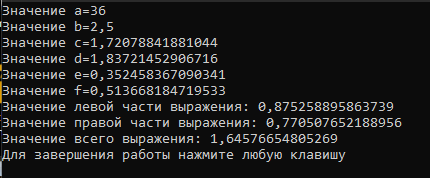 Значение a=36
Значение b=2,5
Значение c=1,72078841881044
Значение d=1,83721452906716
Значение e=0,352458367090341
Значение f=0,513668184719533
Значение левой части выражения: 0,875258895863739
Значение правой части выражения: 0,770507652188956
Значение всего выражения: 1,64576654805269
Для завершения работы нажмите любую клавишу